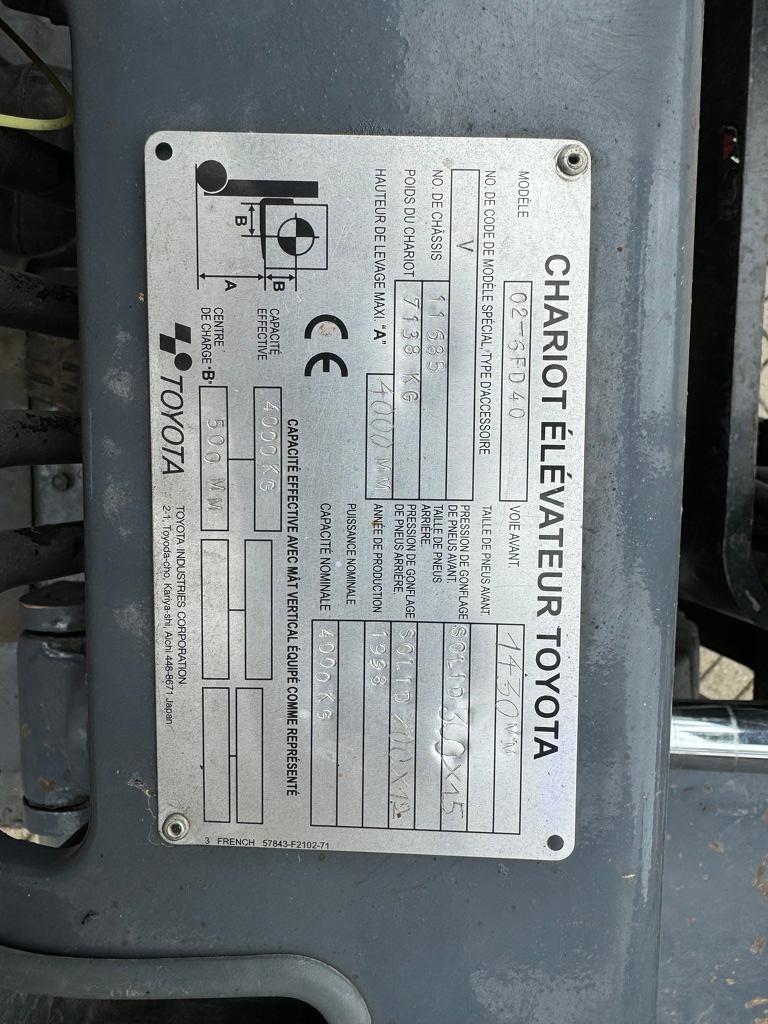 CHARIOT ÉLÉVATEUR TOYOTA
MODÈLE 02-6FD40
NO. DE CODE DE MODÈLE SPÉCIAL, TYPE D'ACCESSOIRE
V
NO. DE CHÂSSIS 11685
POIDS DU CHARIOT 7138 KG
HAUTEUR DE LEVAGE MAXI. "A" 4000 MM
VOIE AVANT. 1430 MM
TAILLE DE PNEUS AVANT.
PRESSION DE GONFLAGE
DE PNEUS AVANT. SOLID 3.0x15
TAILLE DE PNEUS
ARRIÈRE.
PRESSION DE GONFLAGE
DE PNEUS ARRIÈRE. SOLID 700x12
ANNÉE DE PRODUCTION 1998
PUISSANCE NOMINALE
CAPACITÉ NOMINALE 4000 KG
CE
CAPACITÉ EFFECTIVE AVEC MÂT VERTICAL ÉQUIPÉ COMME REPRÉSENTÉ
CAPACITÉ
EFFECTIVE 4000 KG
CENTRE
DE CHARGE "B" 500 MM
B
B
A
TOYOTA
TOYOTA INDUSTRIES CORPORATION
2-1, Toyoda-cho, Kariya-shi, Aichi 448-8671 Japan
3 FRENCH 57843-F2102-71